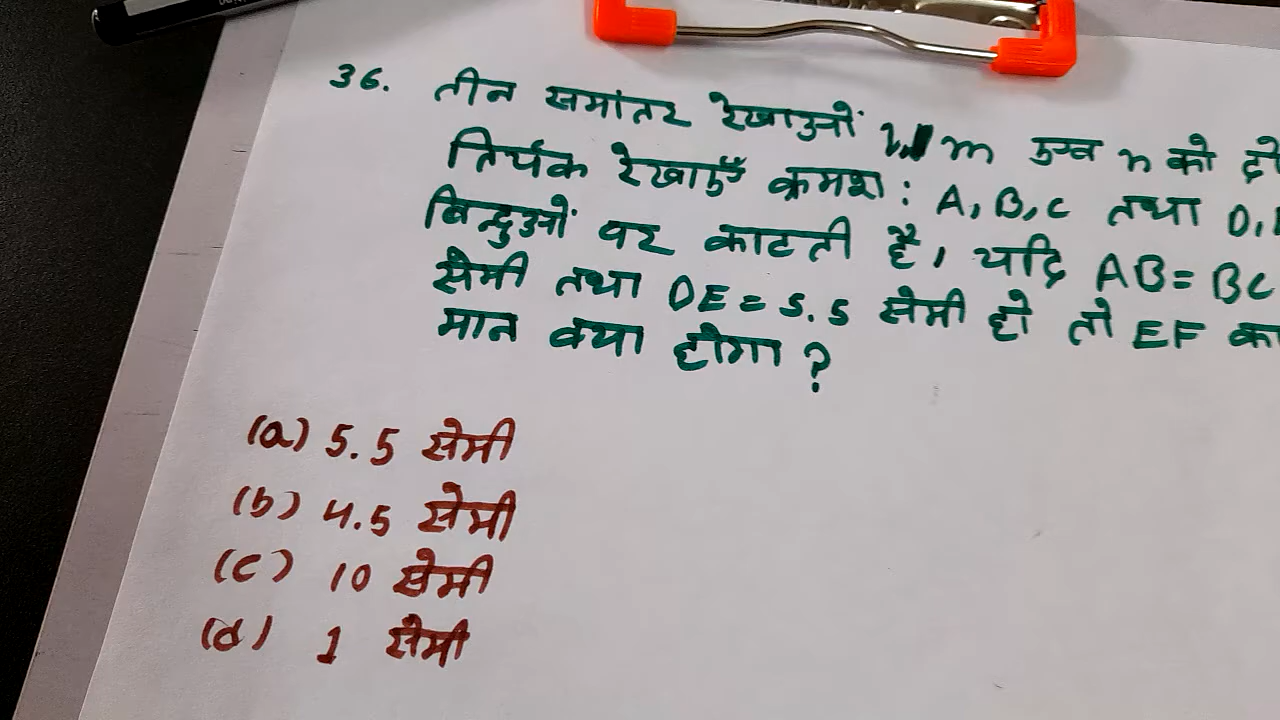 36. तीन समांतर रेखाओं m एवं n को
तिर्यक रेखाएँ क्रमश: A, B, C तथा D,
बिन्दुओं पर काटती है, यदि AB = BC
सेमी तथा DE = 5.5 सेमी हो तो EF का
मान क्या होगा?
(a) 5.5 सेमी
(b) 4.5 सेमी
(c) 10 सेमी
(d) 1 सेमी